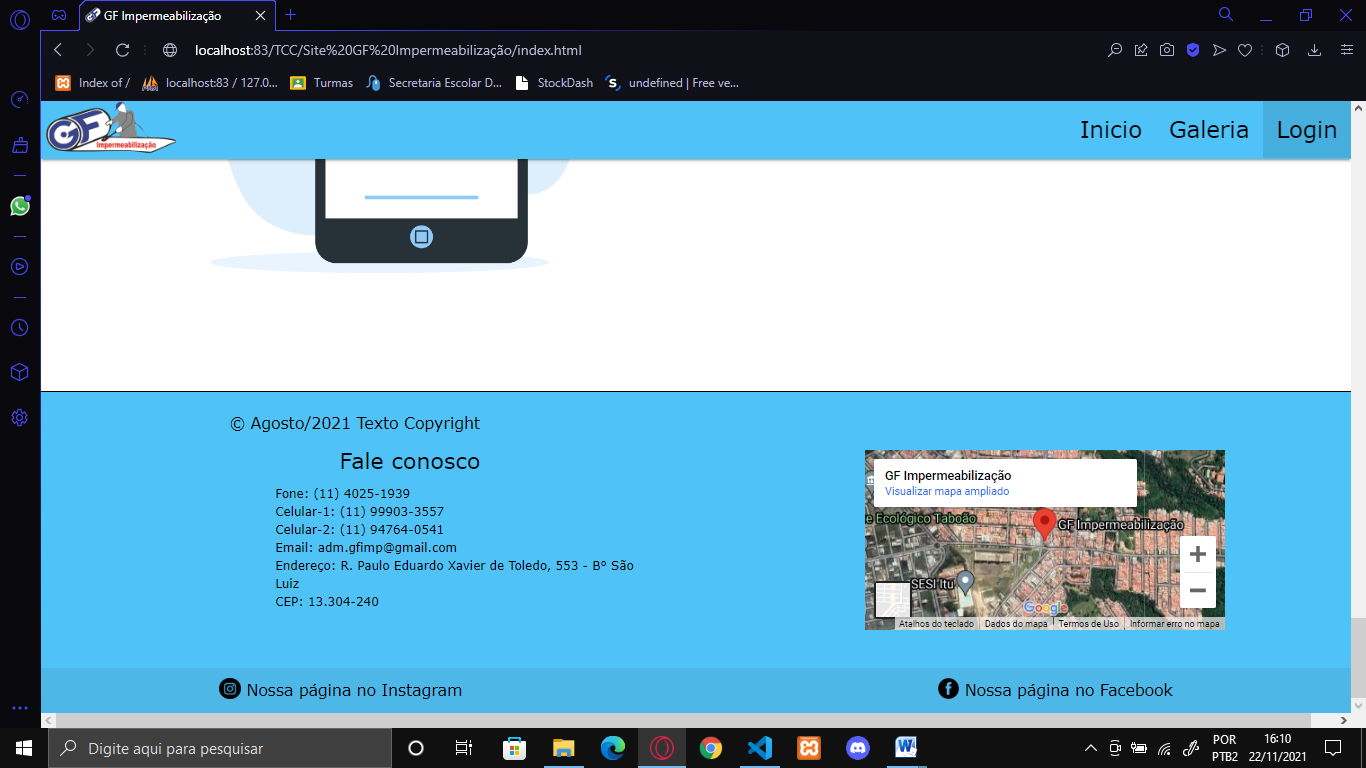 GF Impermeabilização
localhost:83/TCC/Site%20GF%20Impermeabilização/index.html
Index of /
localhost:83 / 127.0...
Turmas
Secretaria Escolar D...
StockDash
undefined | Free ve...
GF
Impermeabilização
Inicio
Galeria
Login
© Agosto/2021 Texto Copyright
Fale conosco
Fone: (11) 4025-1939
Celular-1: (11) 99903-3557
Celular-2: (11) 94764-0541
Email: adm.gfimp@gmail.com
Endereço: R. Paulo Eduardo Xavier de Toledo, 553 - Bº São
Luiz
CEP: 13.304-240
GF Impermeabilização
Visualizar mapa ampliado
e Ecológico Taboão
GF Impermeabilização
SESI Itu
Google
Atalhos do teclado
Dados do mapa
Termos de Uso
Informar erro no mapa
Nossa página no Instagram
Nossa página no Facebook
Digite aqui para pesquisar
POR
PTB2
16:10
22/11/2021